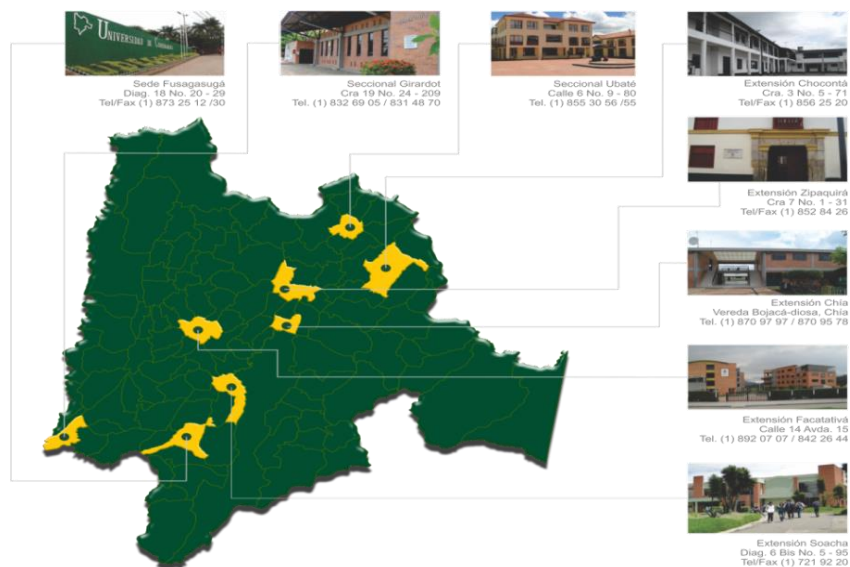 UNIVERSIDAD DE CUNDINAMARCA
Sede Fusagasugá
Diag. 18 No. 20 - 29
Tel/Fax (1) 873 25 12 /30
Seccional Girardot
Cra 19 No. 24 - 209
Tel. (1) 832 69 05 / 831 48 70
Seccional Ubaté
Calle 6 No. 9 - 80
Tel. (1) 855 30 56 /55
Extensión Chocontá
Cra. 3 No. 5 - 71
Tel/Fax (1) 856 25 20
Extensión Zipaquirá
Cra 7 No. 1 - 31
Tel/Fax (1) 852 84 26
Extensión Chía
Vereda Bojacá-diosa, Chía
Tel. (1) 870 97 97 / 870 95 78
Extensión Facatativá
Calle 14 Avda. 15
Tel. (1) 892 07 07 / 842 26 44
Extensión Soacha
Diag. 6 Bis No. 5 - 95
Tel/Fax (1) 721 92 20